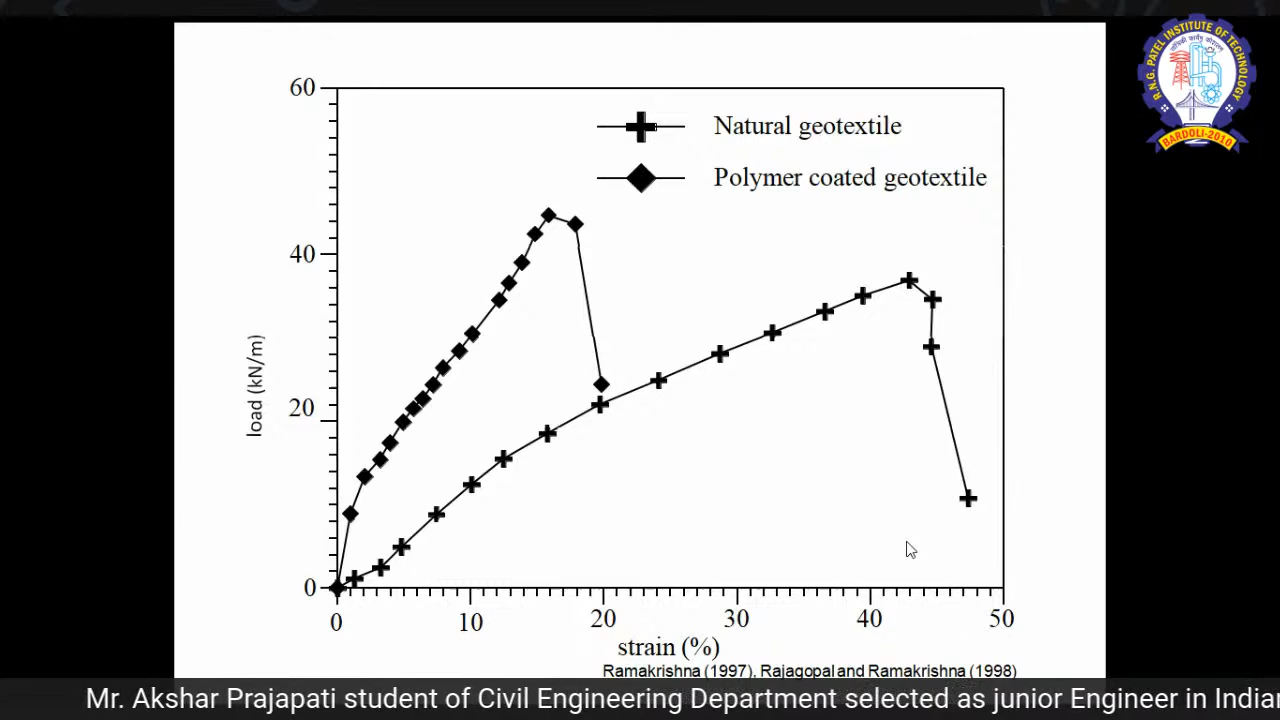 60
Natural geotextile
Polymer coated geotextile
40
load (kN/m)
20
0
0 10 20 30 40 50
strain (%)
Ramakrishna (1997), Rajagopal and Ramakrishna (1998)
R.N.G. PATEL INSTITUTE OF TECHNOLOGY
BARDOLI-2010
Mr. Akshar Prajapati student of Civil Engineering Department selected as junior Engineer in Indian